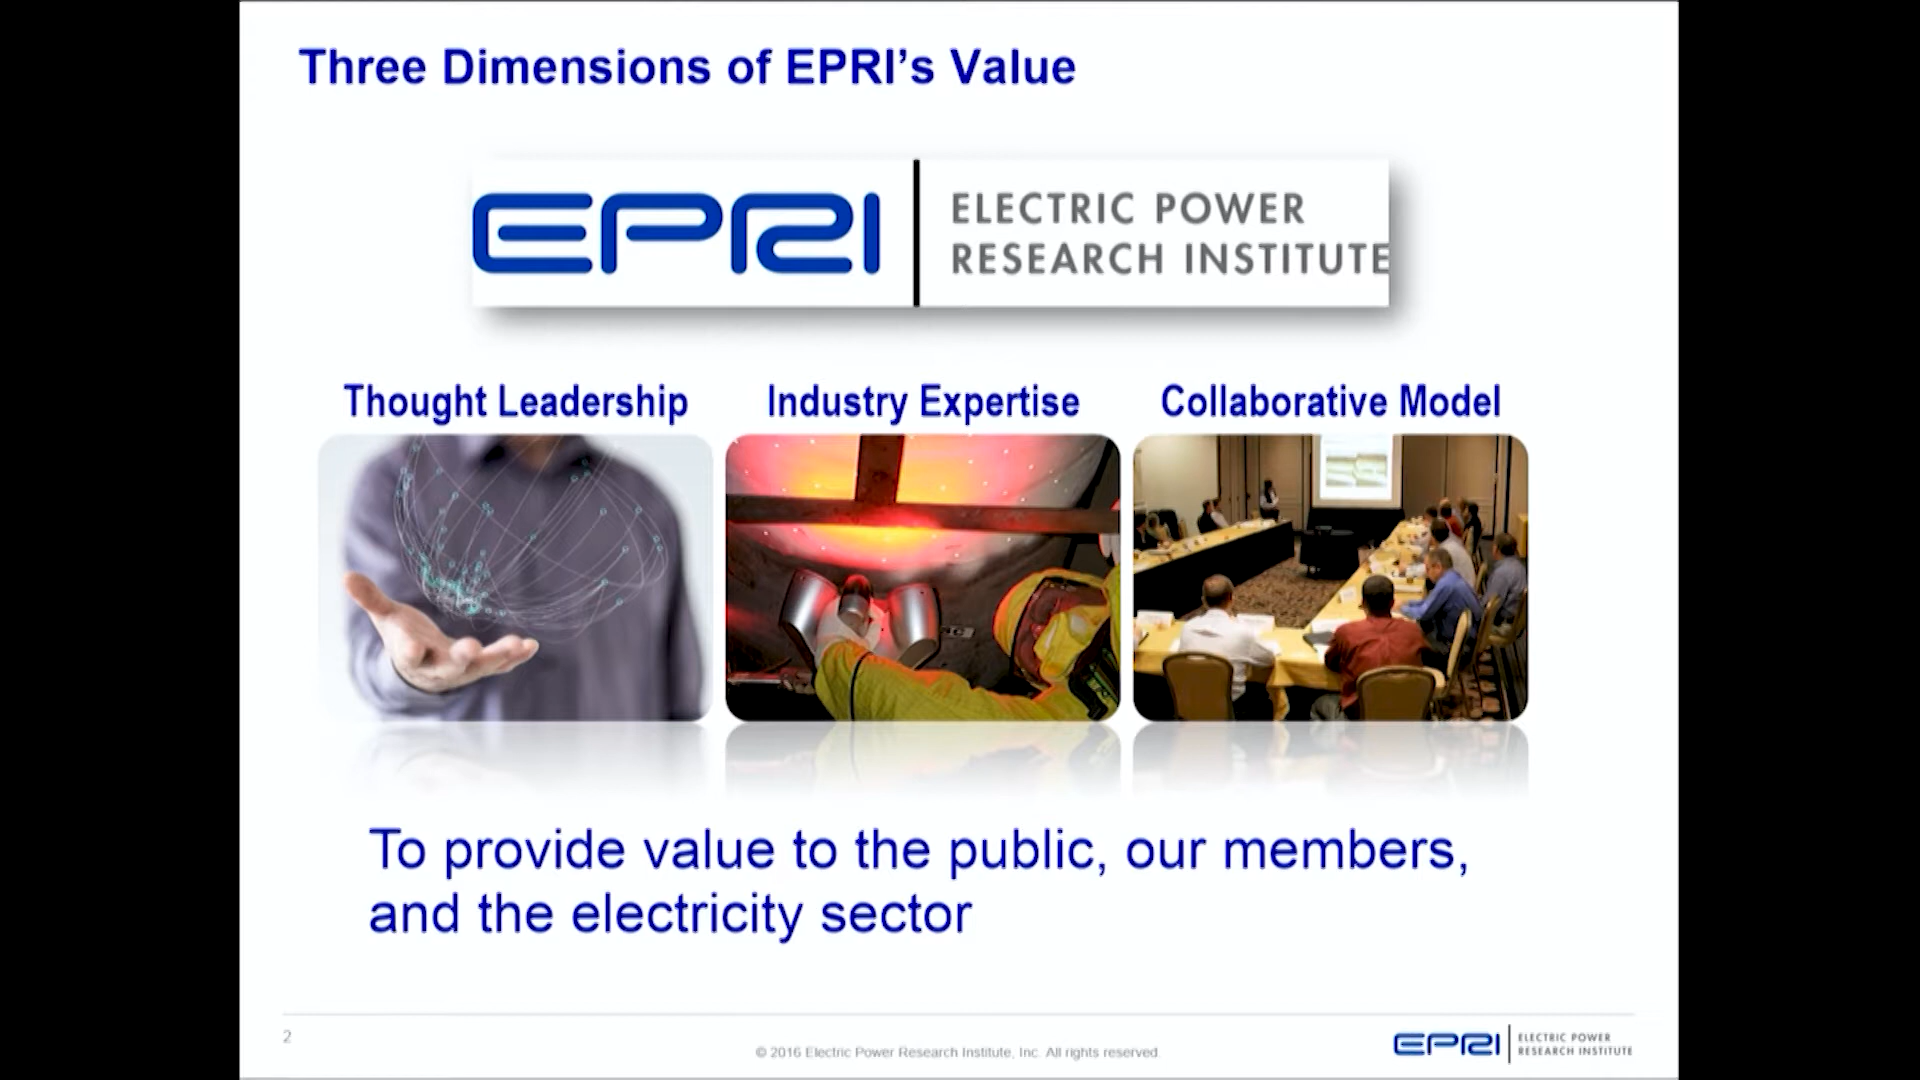 Three Dimensions of EPRI's Value
EPRI
ELECTRIC POWER
RESEARCH INSTITUTE
Thought Leadership
Industry Expertise
Collaborative Model
To provide value to the public, our members,
and the electricity sector
2
© 2016 Electric Power Research Institute, Inc. All rights reserved.
EPRI
ELECTRIC POWER
RESEARCH INSTITUTE